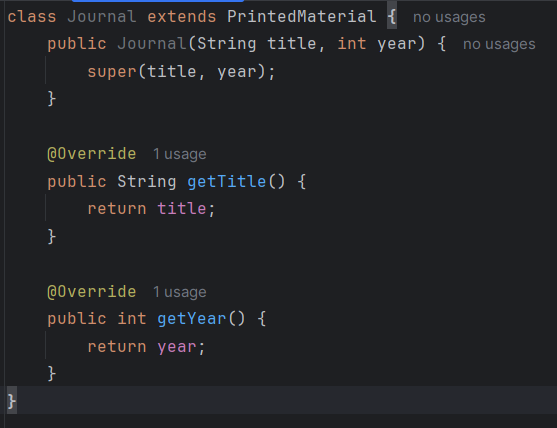 class Journal extends PrintedMaterial { no usages
    public Journal(String title, int year) { no usages
        super(title, year);
    }

    @Override 1 usage
    public String getTitle() {
        return title;
    }

    @Override 1 usage
    public int getYear() {
        return year;
    }
}